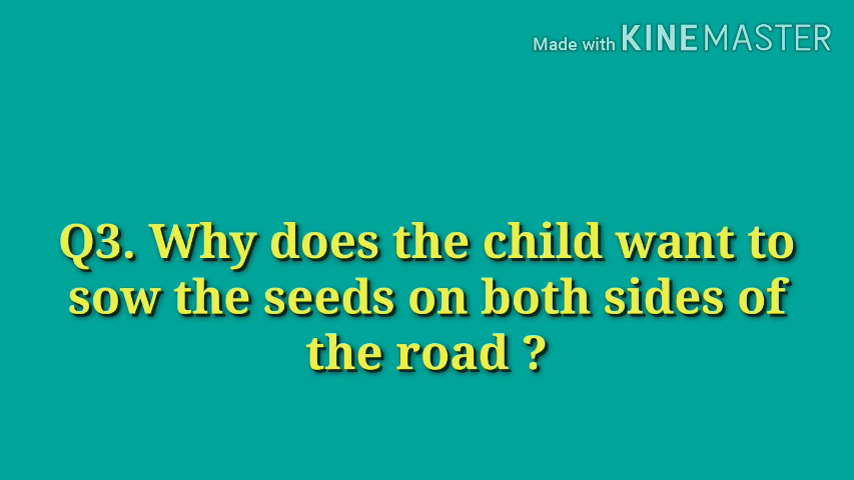 Made with KINEMASTER
Q3. Why does the child want to
sow the seeds on both sides of
the road ?